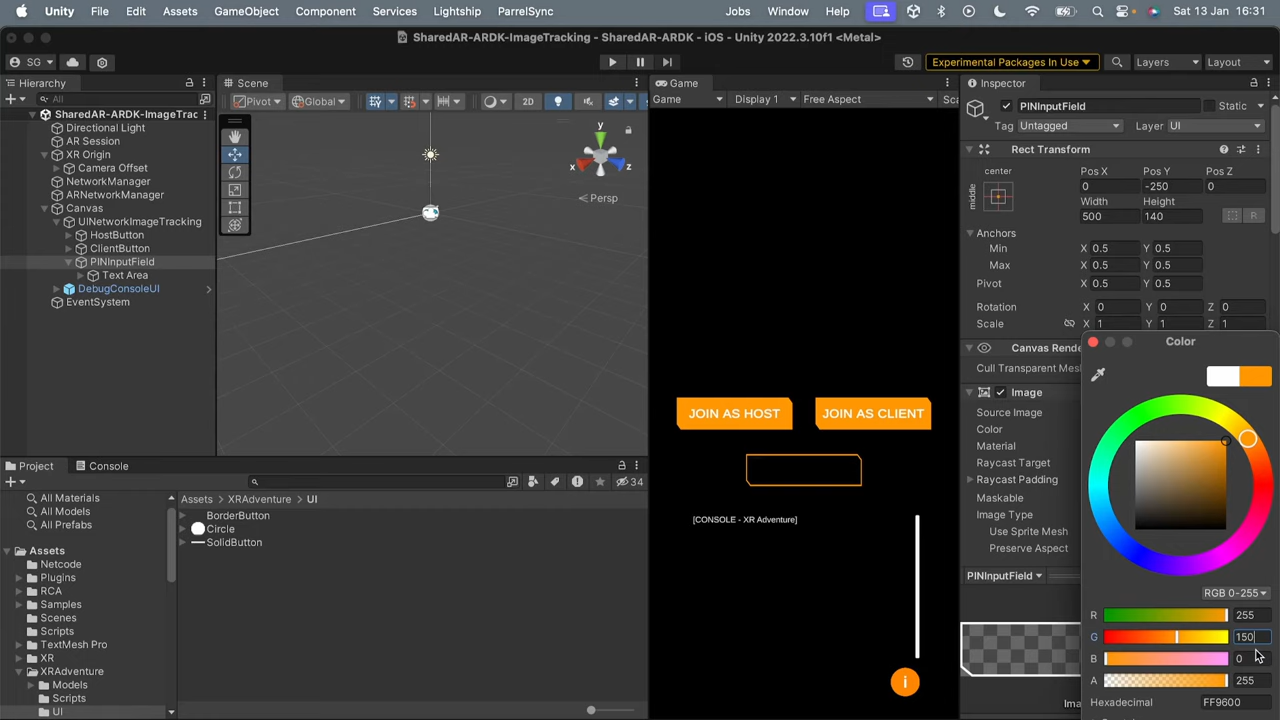 Unity File Edit Assets GameObject Component Services Lightship ParrelSync Jobs Window Help Sat 13 Jan 16:31
SharedAR-ARDK-ImageTracking - SharedAR-ARDK - iOS - Unity 2022.3.10f1 <Metal>
SG Experimental Packages In Use Layers Layout
Hierarchy
All
SharedAR-ARDK-ImageTrac
Directional Light
AR Session
XR Origin
Camera Offset
NetworkManager
ARNetworkManager
Canvas
UINetworkImageTracking
HostButton
ClientButton
PINInputField
Text Area
DebugConsoleUI
EventSystem
Scene
Pivot Global 2D
y
x
z
Persp
Game
Game Display 1 Free Aspect Sca
JOIN AS HOST JOIN AS CLIENT
[CONSOLE - XR Adventure]
i
Inspector
PINInputField Static
Tag Untagged Layer UI
Rect Transform
center Pos X Pos Y Pos Z
middle 0 -250 0
Width Height
500 140 R
Anchors
Min X 0.5 Y 0.5
Max X 0.5 Y 0.5
Pivot X 0.5 Y 0.5
Rotation X 0 Y 0 Z 0
Scale X 1 Y 1 Z 1
Canvas Rende
Cull Transparent Mesh
Image
Source Image
Color
Material
Raycast Target
Raycast Padding
Maskable
Image Type
Use Sprite Mesh
Preserve Aspect
PINInputField
Ima
Color
RGB 0-255
R 255
G 150
B 0
A 255
Hexadecimal FF9600
Project Console
34
All Materials
All Models
All Prefabs
Assets
Netcode
Plugins
RCA
Samples
Scenes
Scripts
TextMesh Pro
XR
XRAdventure
Models
Scripts
UI
Assets XRAdventure UI
BorderButton
Circle
SolidButton